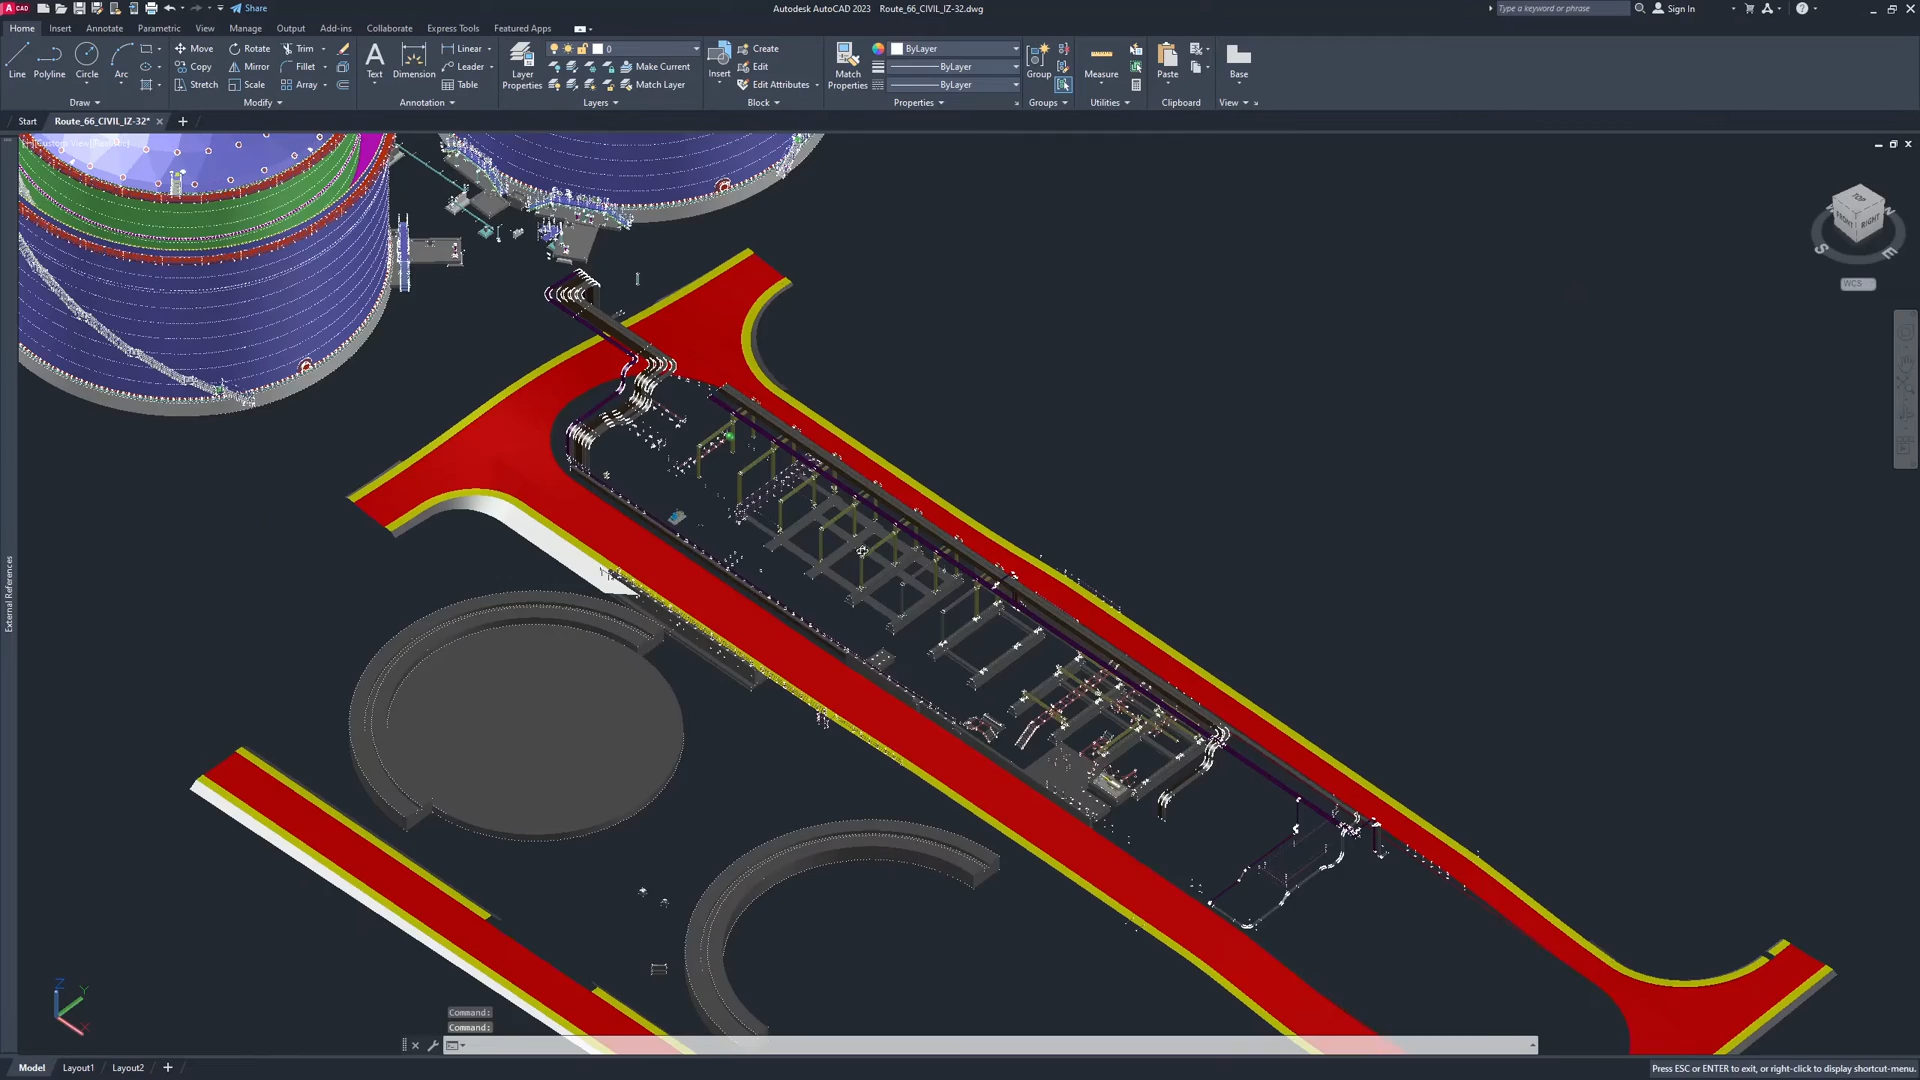 CAD
Share
Autodesk AutoCAD 2023 Route_66_CIVIL_IZ-32.dwg
Type a keyword or phrase
Sign In
Home Insert Annotate Parametric View Manage Output Add-ins Collaborate Express Tools Featured Apps
Line Polyline Circle Arc
Move Rotate Trim
Copy Mirror Fillet
Stretch Scale Array
Text Dimension
Linear
Leader
Table
Layer Properties
0
Make Current
Match Layer
Insert
Create
Edit
Edit Attributes
Match Properties
ByLayer
ByLayer
ByLayer
Group
Measure
Paste
Base
Draw Modify Annotation Layers Block Properties Groups Utilities Clipboard View
Start Route_66_CIVIL_IZ-32*
TOP
FRONT RIGHT
S E
WCS
External References
Z
Y
X
Command:
Command:
Model Layout1 Layout2
Press ESC or ENTER to exit, or right-click to display shortcut-menu.